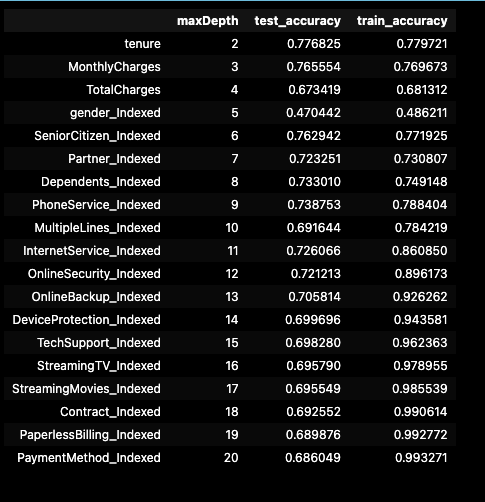 maxDepth test_accuracy train_accuracy
tenure 2 0.776825 0.779721
MonthlyCharges 3 0.765554 0.769673
TotalCharges 4 0.673419 0.681312
gender_Indexed 5 0.470442 0.486211
SeniorCitizen_Indexed 6 0.762942 0.771925
Partner_Indexed 7 0.723251 0.730807
Dependents_Indexed 8 0.733010 0.749148
PhoneService_Indexed 9 0.738753 0.788404
MultipleLines_Indexed 10 0.691644 0.784219
InternetService_Indexed 11 0.726066 0.860850
OnlineSecurity_Indexed 12 0.721213 0.896173
OnlineBackup_Indexed 13 0.705814 0.926262
DeviceProtection_Indexed 14 0.699696 0.943581
TechSupport_Indexed 15 0.698280 0.962363
StreamingTV_Indexed 16 0.695790 0.978955
StreamingMovies_Indexed 17 0.695549 0.985539
Contract_Indexed 18 0.692552 0.990614
PaperlessBilling_Indexed 19 0.689876 0.992772
PaymentMethod_Indexed 20 0.686049 0.993271